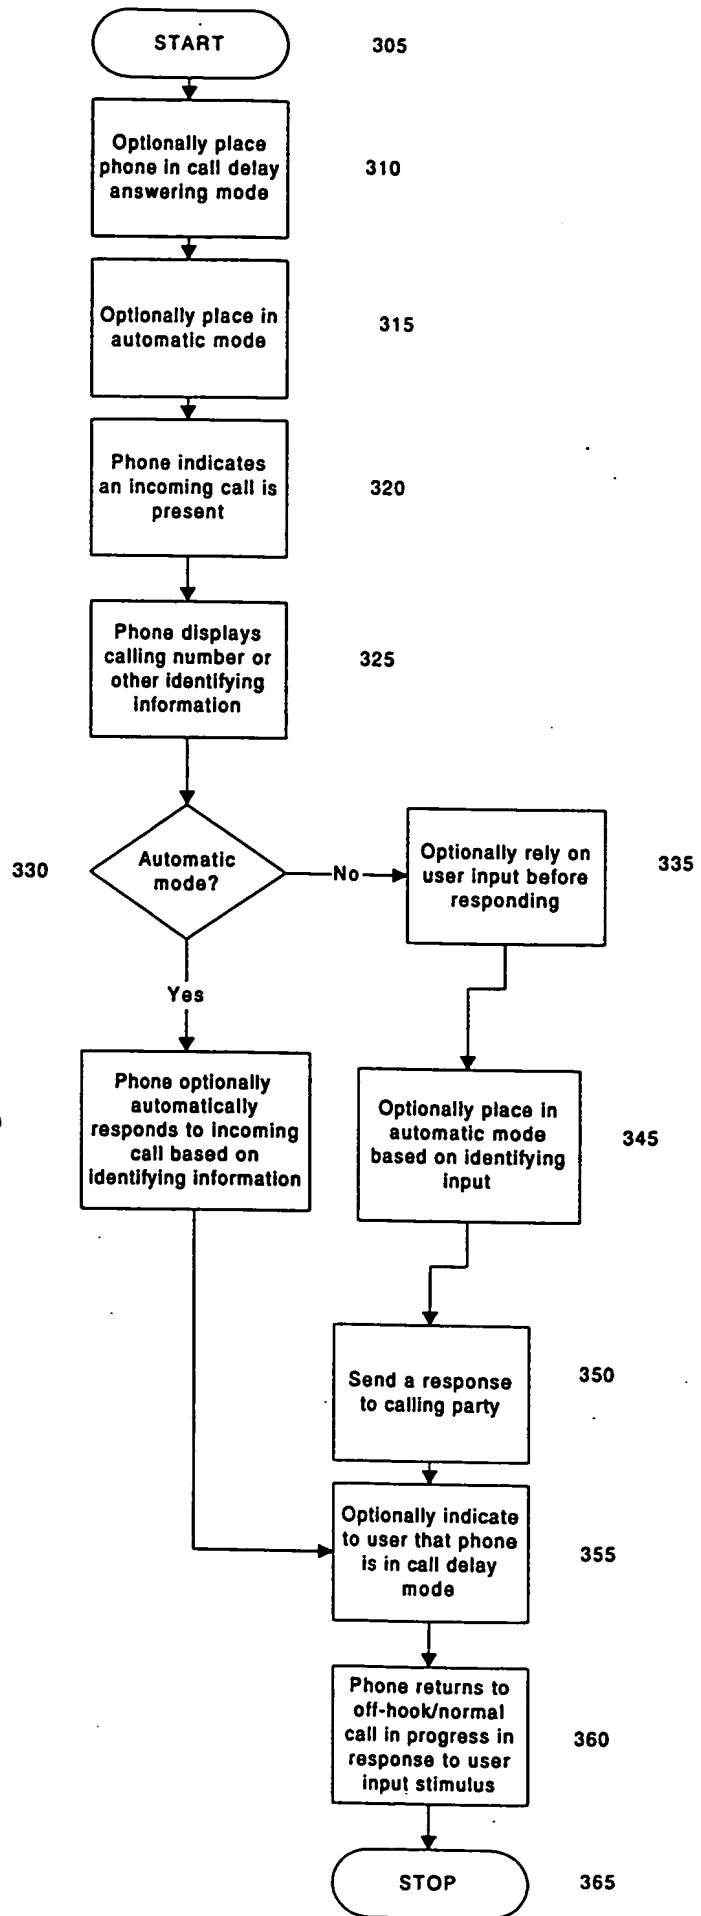 START
305
Optionally place
phone in call delay
answering mode
310
Optionally place in
automatic mode
315
Phone indicates
an incoming call is
present
320
Phone displays
calling number or
other identifying
information
325
330
Automatic
mode?
No
Optionally rely on
user input before
responding
335
Yes
Phone optionally
automatically
responds to incoming
call based on
identifying information
Optionally place in
automatic mode
based on identifying
input
345
Send a response
to calling party
350
Optionally indicate
to user that phone
is in call delay
mode
355
Phone returns to
off-hook/normal
call in progress in
response to user
input stimulus
360
STOP
365